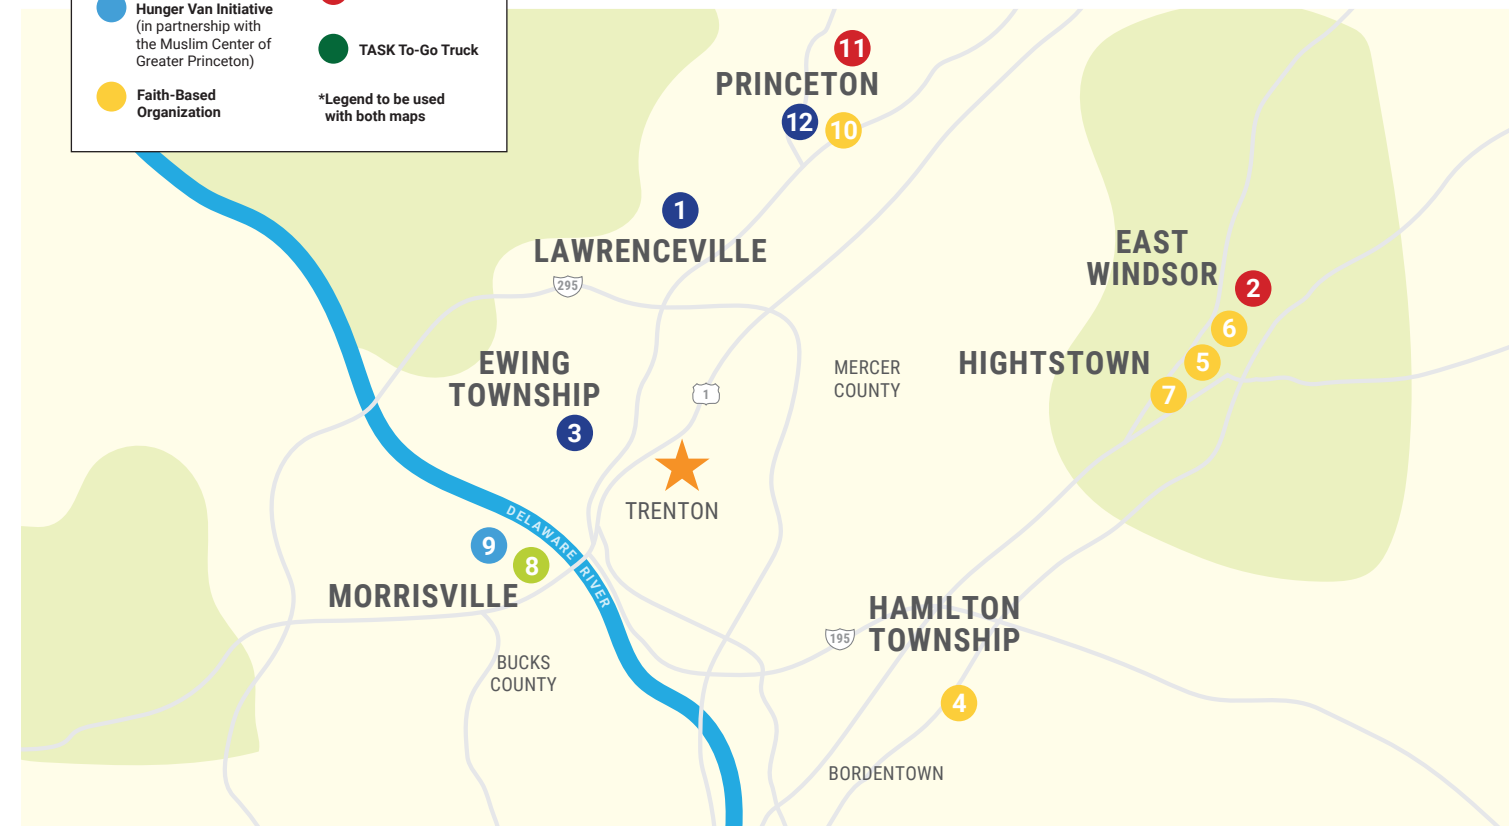 Hunger Van Initiative
(in partnership with
the Muslim Center of
Greater Princeton)
Faith-Based
Organization
TASK To-Go Truck
*Legend to be used
with both maps
11
PRINCETON
12
10
1
LAWRENCEVILLE
295
EAST
WINDSOR
2
6
EWING
TOWNSHIP
MERCER
COUNTY
HIGHTSTOWN
5
7
1
3
TRENTON
DELAWARE
RIVER
9
8
MORRISVILLE
HAMILTON
TOWNSHIP
195
BUCKS
COUNTY
4
BORDENTOWN